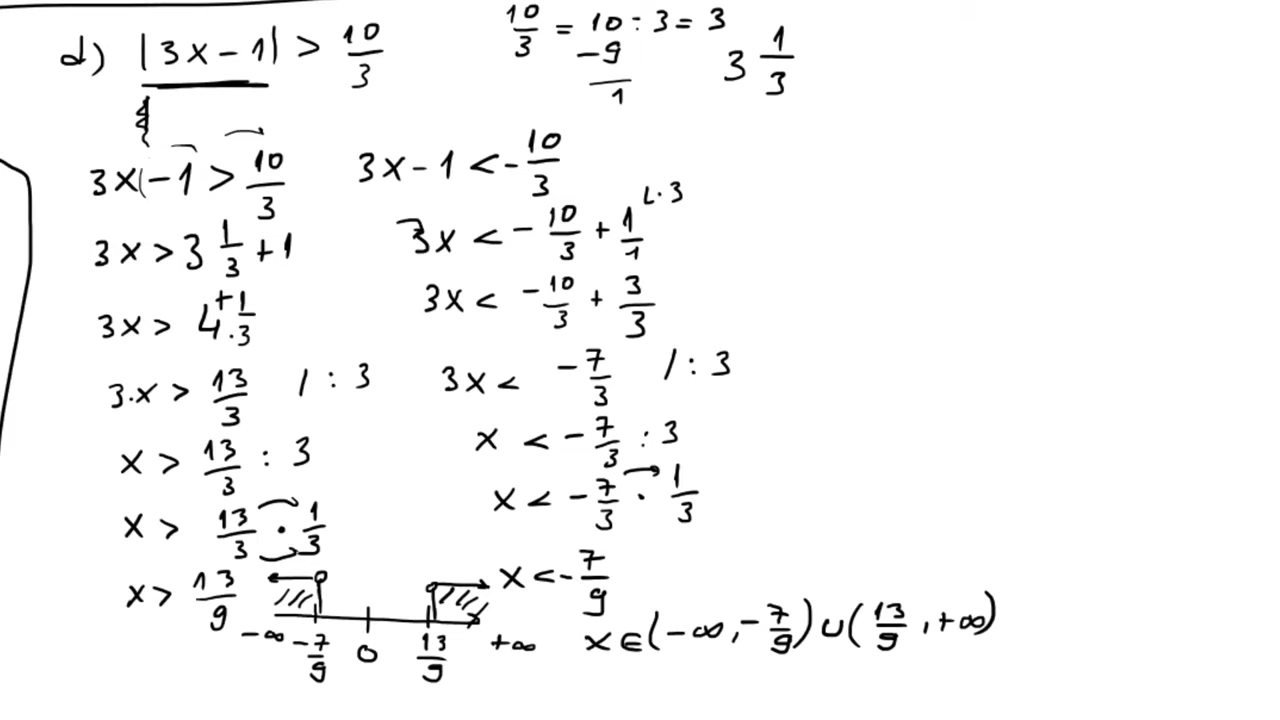 d) |3x - 1| > 10/3
10/3 = 10 : 3 = 3
-9
1
3 1/3
3x - 1 > 10/3
3x > 3 1/3 + 1
3x > 4 + 1 / · 3
3·x > 13/3 / : 3
x > 13/3 : 3
x > 13/3 · 1/3
x > 13/9
3x - 1 < - 10/3
3x < - 10/3 + 1/1 ·3
3x < - 10/3 + 3/3
3x < - 7/3 / : 3
x < - 7/3 : 3
x < - 7/3 · 1/3
x < - 7/9
-∞ - 7/9 0 13/9 +∞
x ∈ (-∞, - 7/9) ∪ (13/9, +∞)